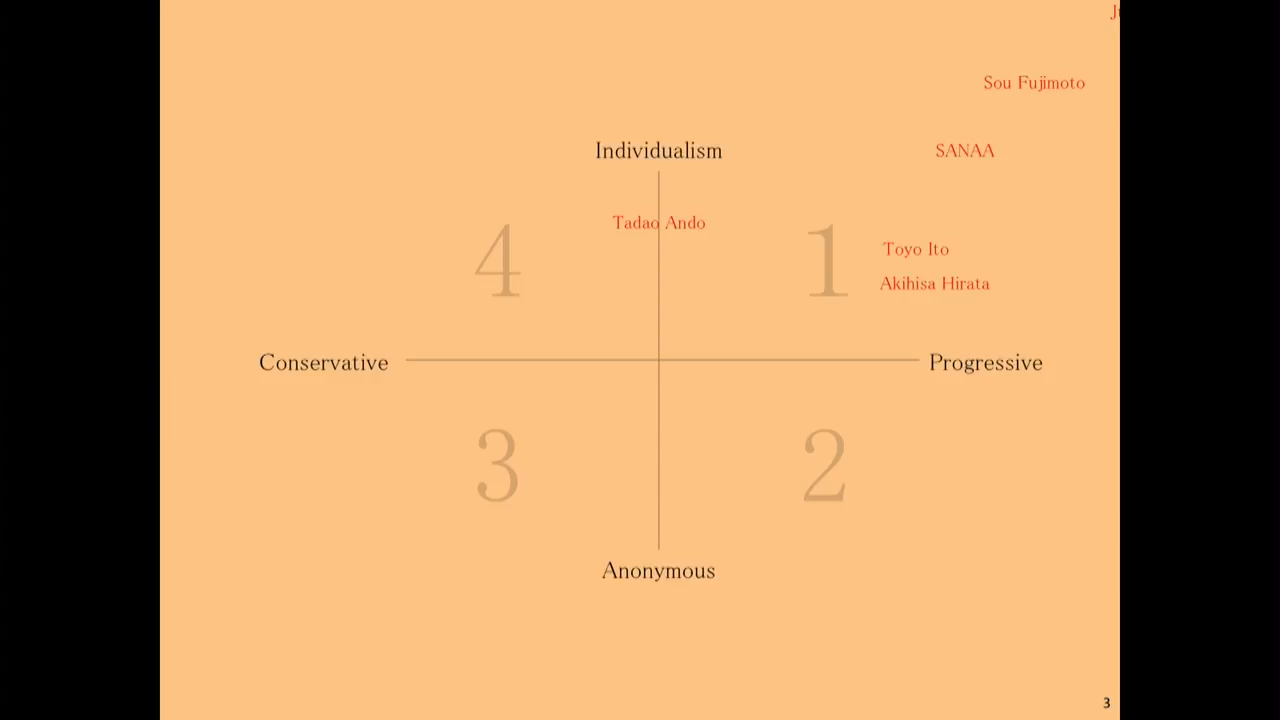 Sou Fujimoto
Individualism
SANAA
Tadao Ando
4
1
Toyo Ito
Akihisa Hirata
Conservative
Progressive
3
2
Anonymous
3